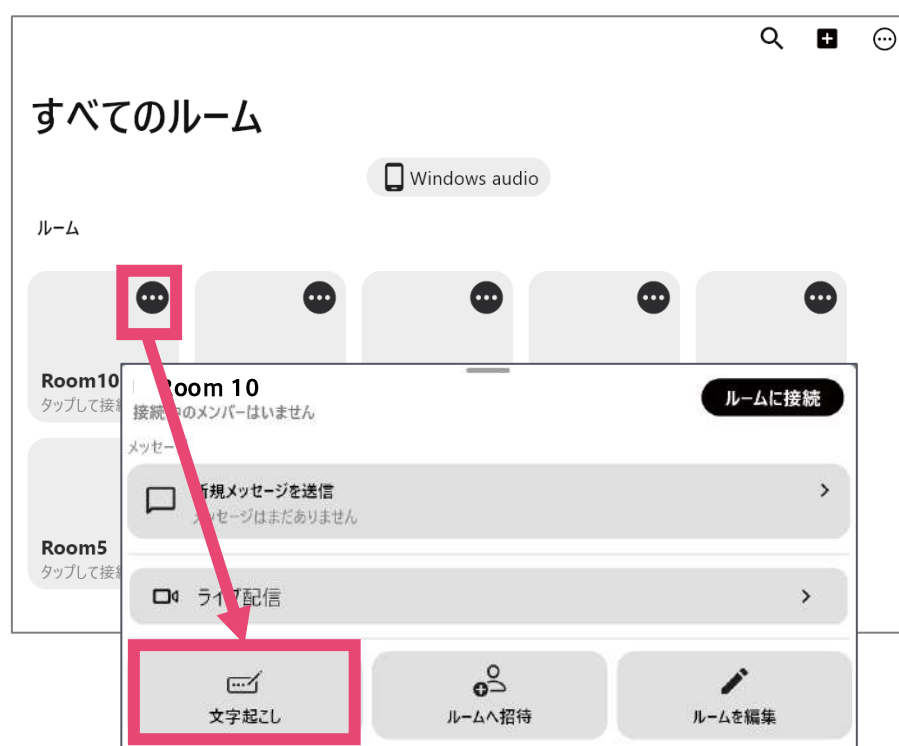 すべてのルーム
Windows audio
ルーム
Room10
タップして接
Room 10
接続中のメンバーはいません
ルームに接続
メッセージ
新規メッセージを送信
メッセージはまだありません
Room5
タップして接
ライブ配信
文字起こし
ルームへ招待
ルームを編集